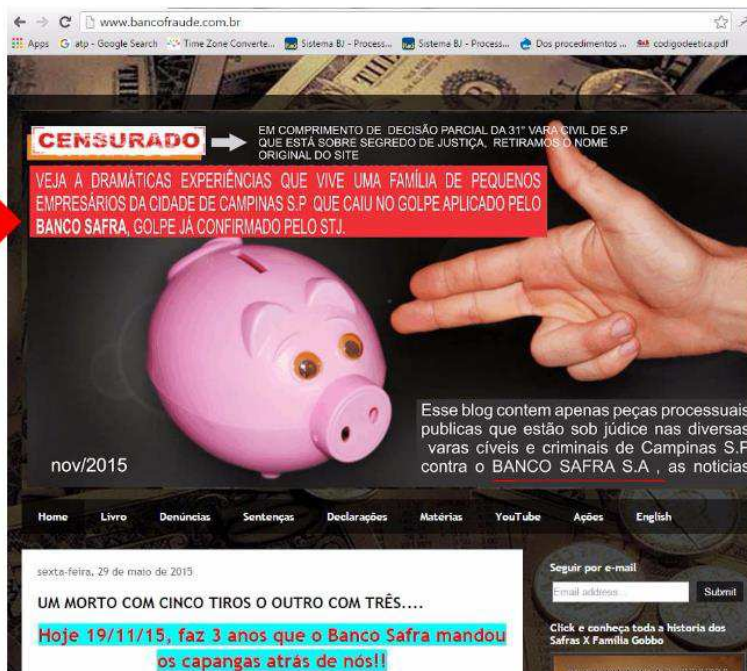 www.bancofraude.com.br
Apps
atp - Google Search
Time Zone Converte...
Sistema BJ - Process...
Sistema BJ - Process...
Dos procedimentos ...
codigodeetica.pdf
THE
CENSURADO
EM COMPRIMENTO DE DECISÃO PARCIAL DA 31° VARA CIVIL DE S.P
QUE ESTÁ SOBRE SEGREDO DE JUSTIÇA, RETIRAMOS O NOME
ORIGINAL DO SITE
VEJA A DRAMÁTICAS EXPERIÊNCIAS QUE VIVE UMA FAMÍLIA DE PEQUENOS
EMPRESÁRIOS DA CIDADE DE CAMPINAS S.P QUE CAIU NO GOLPE APLICADO PELO
BANCO SAFRA, GOLPE JÁ CONFIRMADO PELO STJ.
Esse blog contem apenas peças processuais
publicas que estão sob júdice nas diversas
varas cíveis e criminais de Campinas S.P
contra o BANCO SAFRA S.A , as noticias
nov/2015
Home
Livro
Denúncias
Sentenças
Declarações
Matérias
YouTube
Ações
English
sexta-feira, 29 de maio de 2015
UM MORTO COM CINCO TIROS O OUTRO COM TRÊS....
Hoje 19/11/15, faz 3 anos que o Banco Safra mandou
os capangas atrás de nós!!
Seguir por e-mail
Email address...
Submit
Click e conheça toda a historia dos
Safras X Família Gobbo